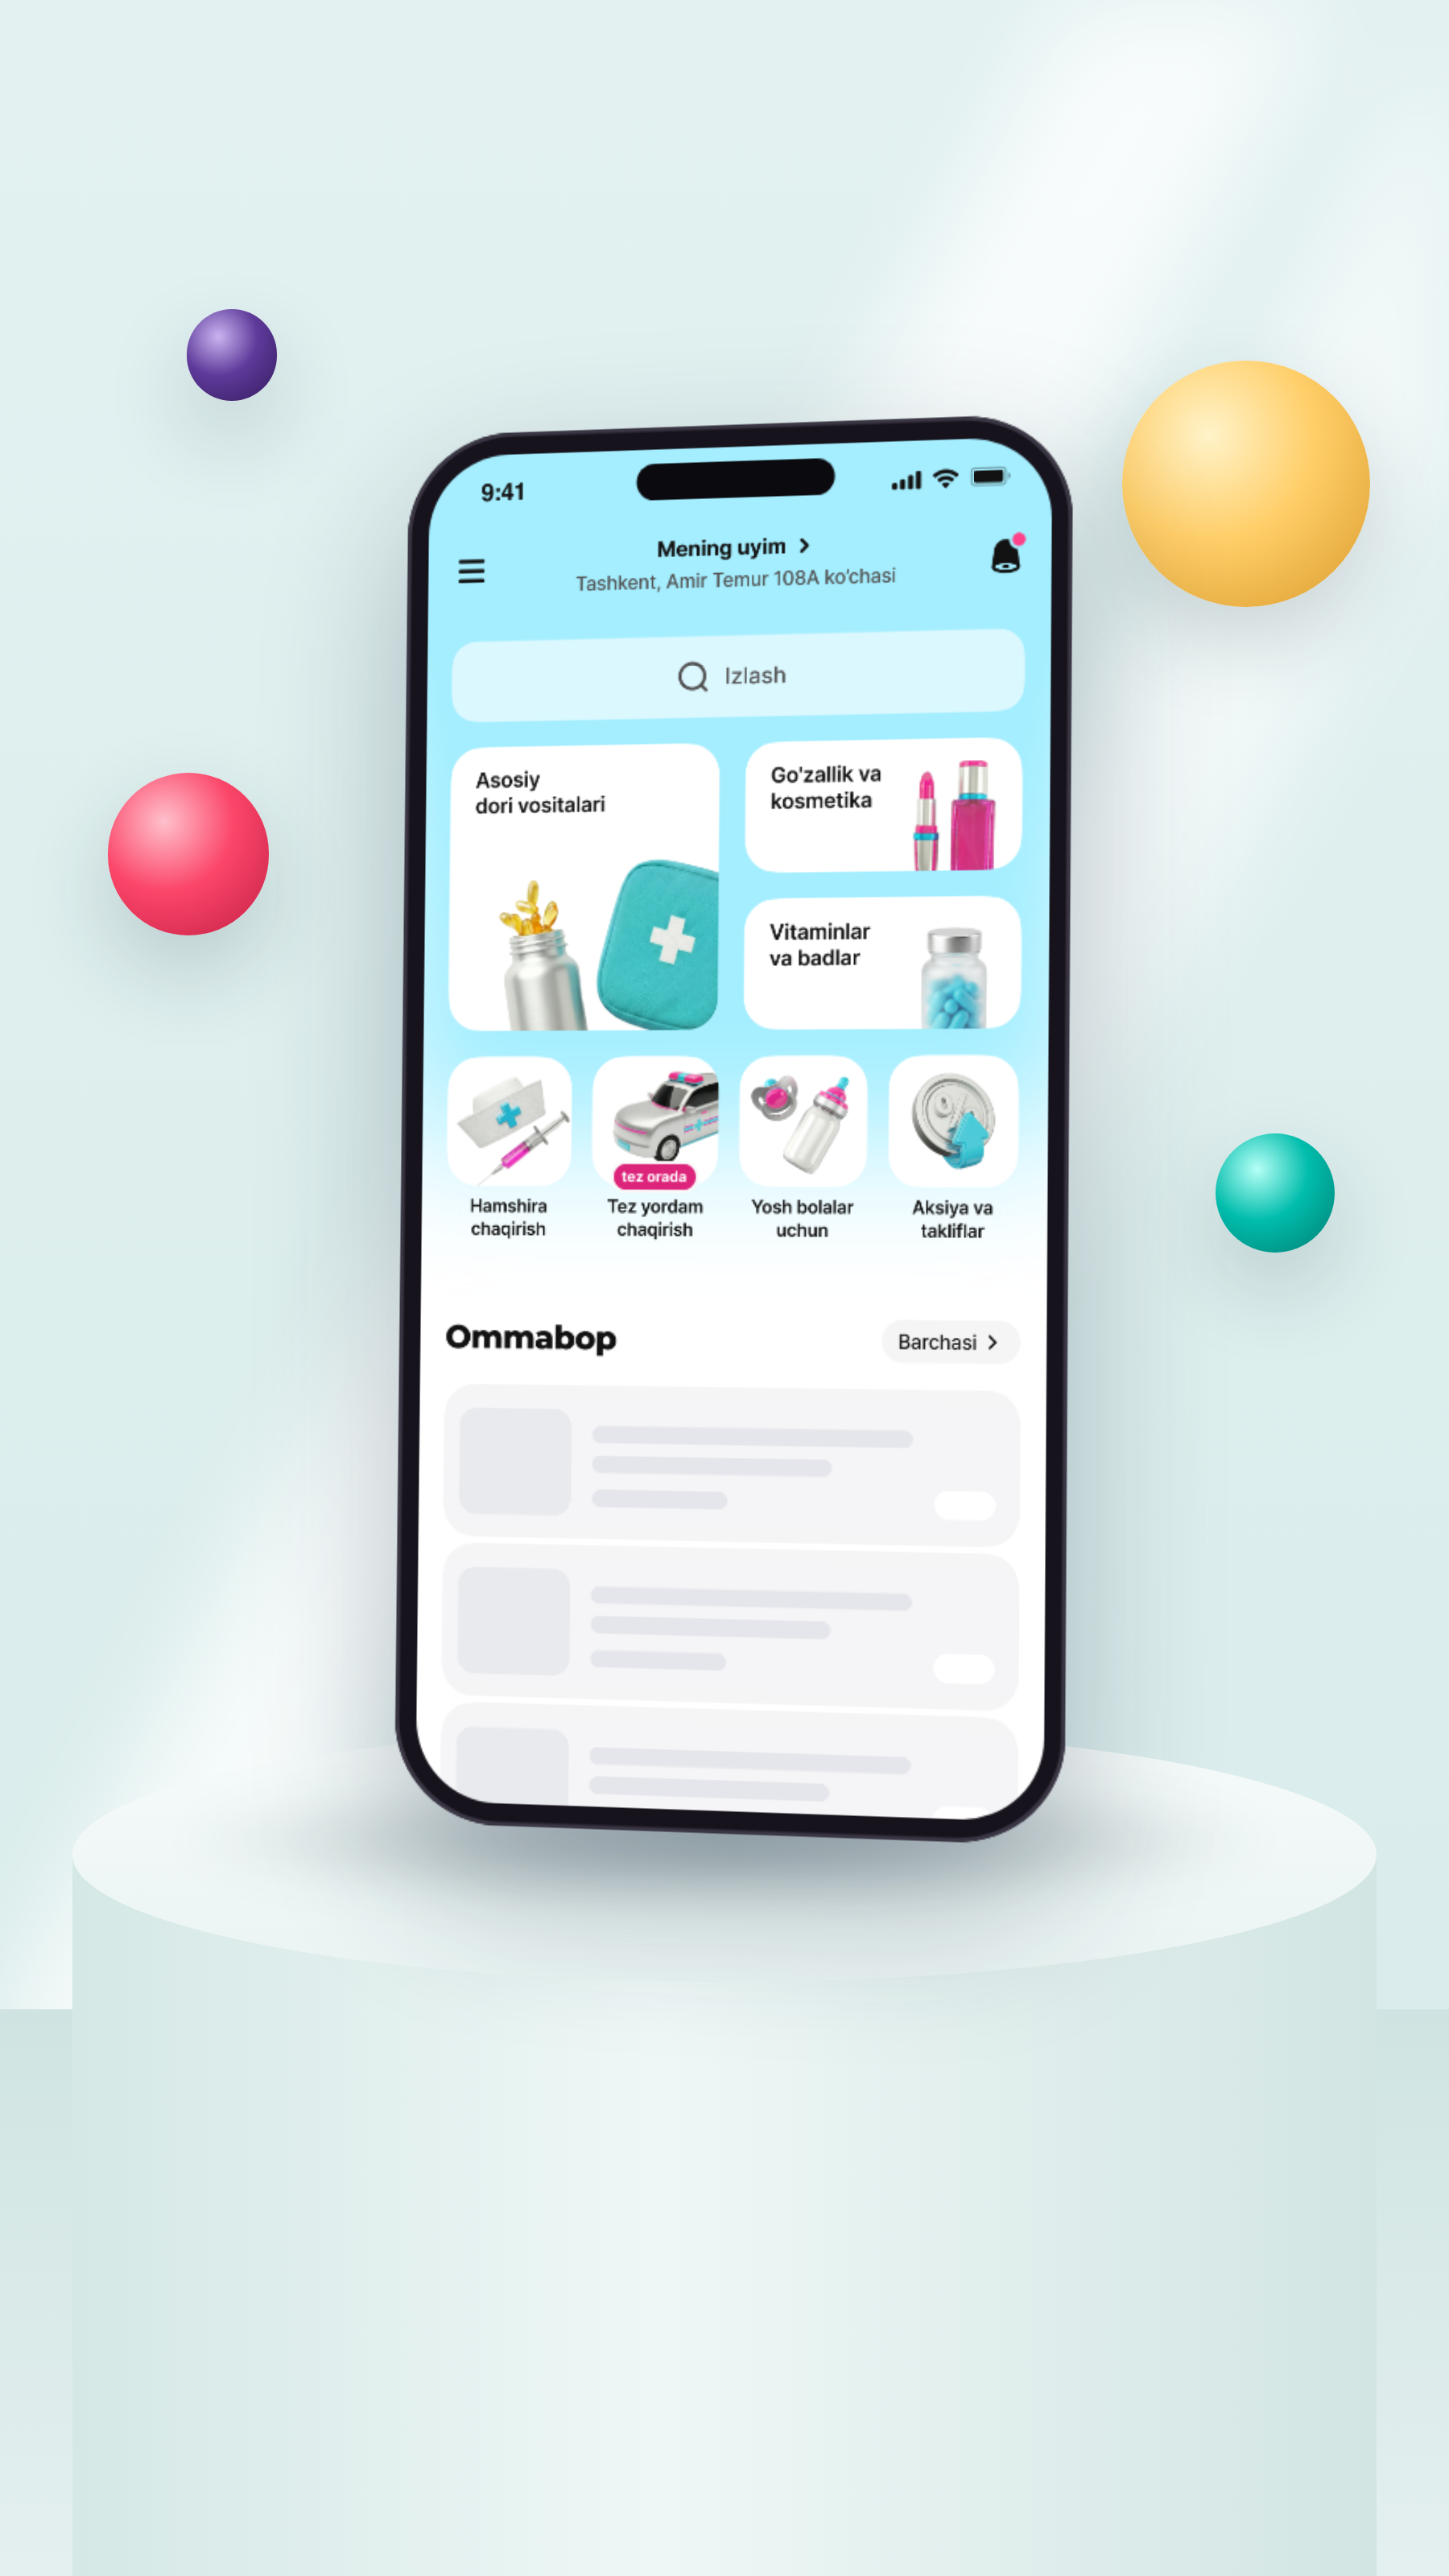 9:41
Mening uyim
Tashkent, Amir Temur 108A ko'chasi
Izlash
Asosiy
dori vositalari
Go'zallik va
kosmetika
Vitaminlar
va badlar
tez orada
Hamshira
chaqirish
Tez yordam
chaqirish
Yosh bolalar
uchun
Aksiya va
takliflar
Ommabop
Barchasi